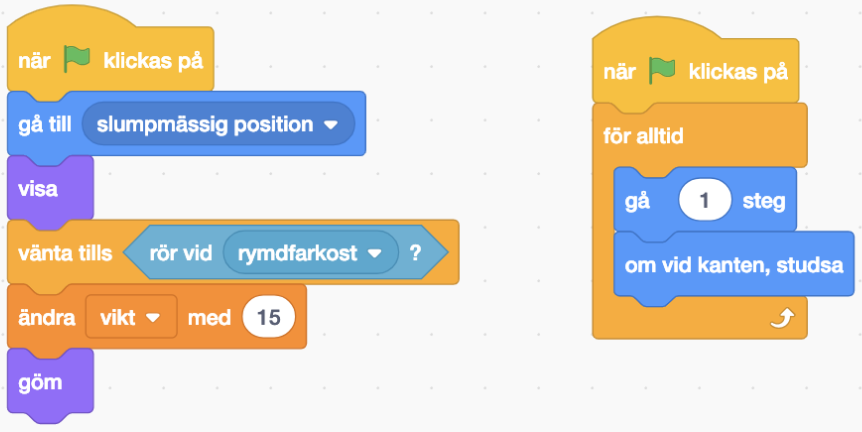 när klickas på
gå till slumpmässig position
visa
vänta tills rör vid rymdfarkost ?
ändra vikt med 15
göm
när klickas på
för alltid
gå 1 steg
om vid kanten, studsa